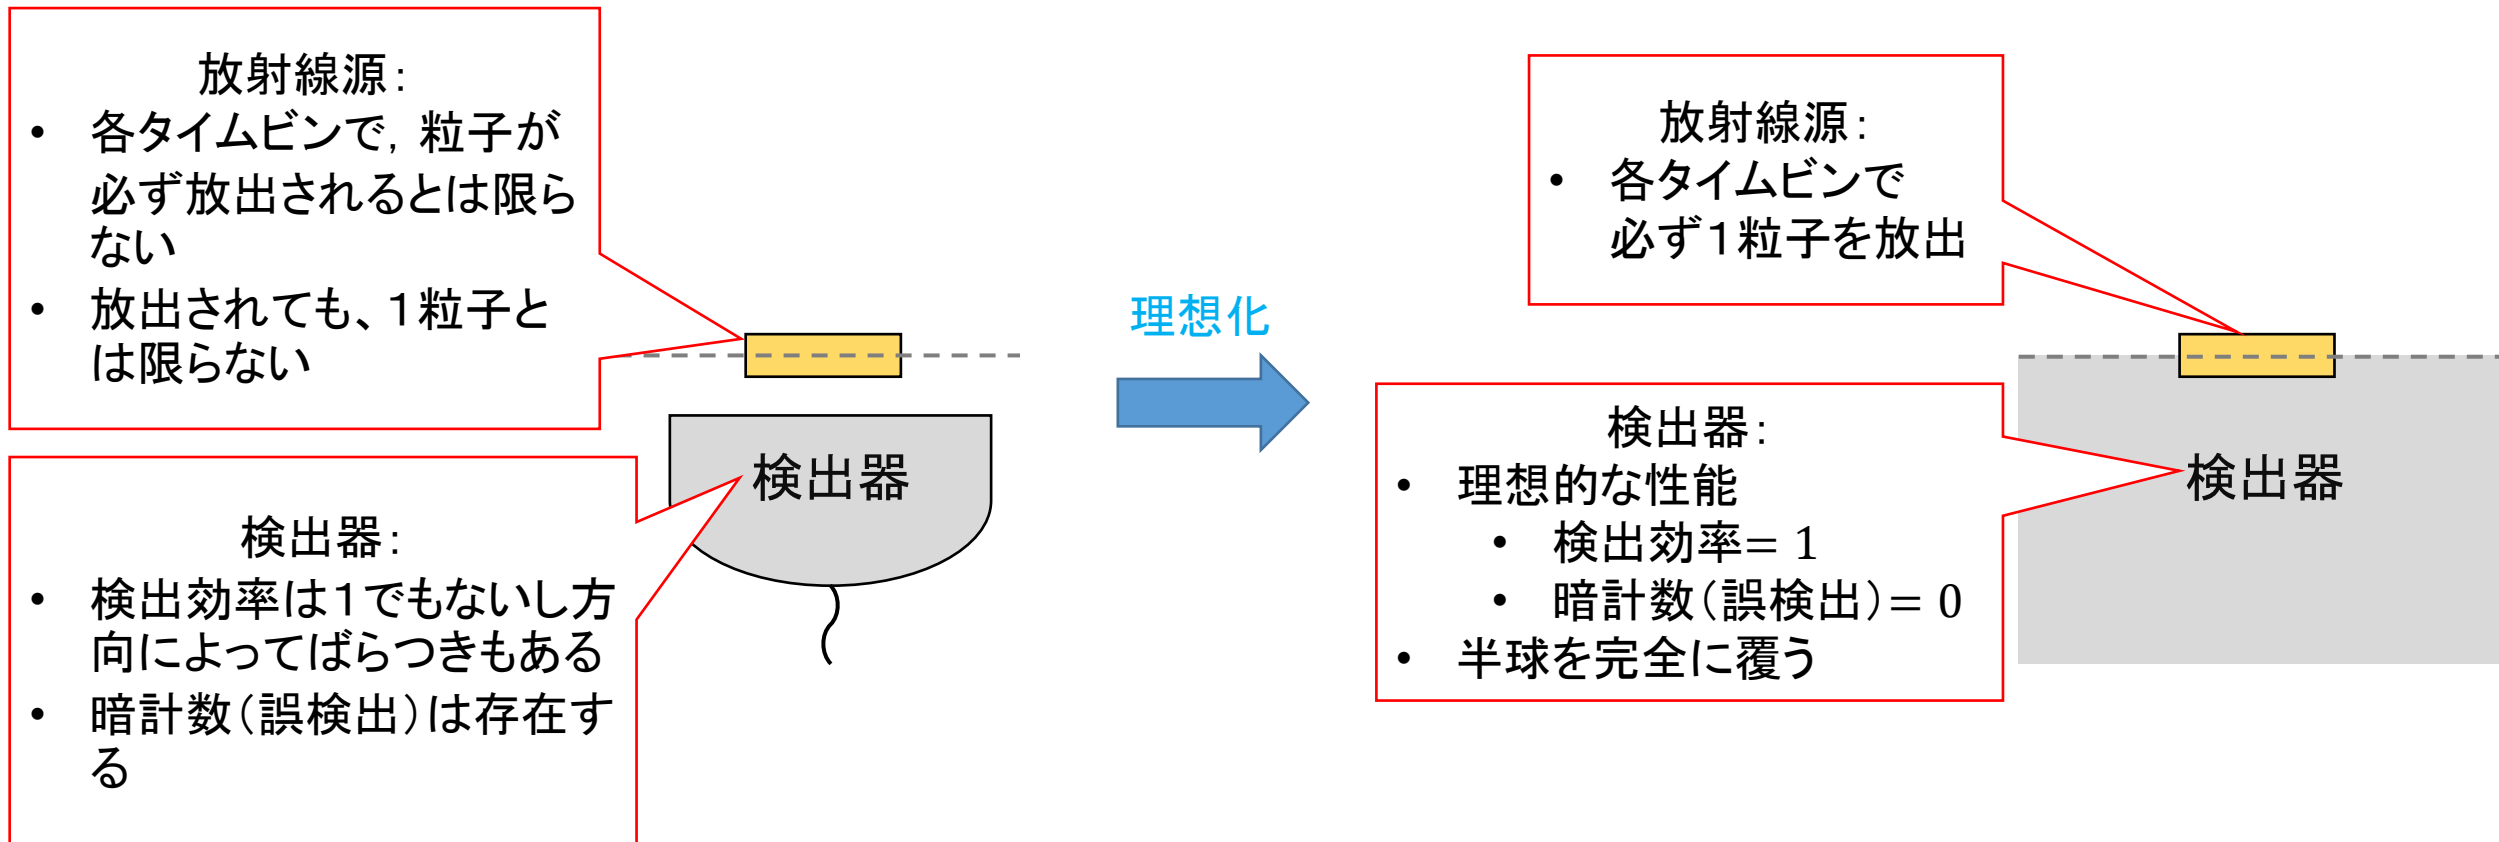 放射線源：
• 各タイムビンで, 粒子が
必ず放出されるとは限ら
ない
• 放出されても、1粒子と
は限らない
検出器
検出器：
• 検出効率は1でもないし方
向によってばらつきもある
• 暗計数（誤検出）は存在す
る
理想化
放射線源：
• 各タイムビンで
必ず1粒子を放出
検出器：
• 理想的な性能
• 検出効率= 1
• 暗計数（誤検出）= 0
• 半球を完全に覆う
検出器